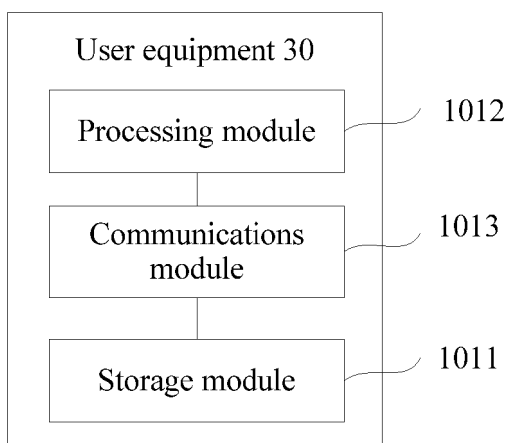 User equipment 30
Processing module
1012
Communications
module
1013
Storage module
1011